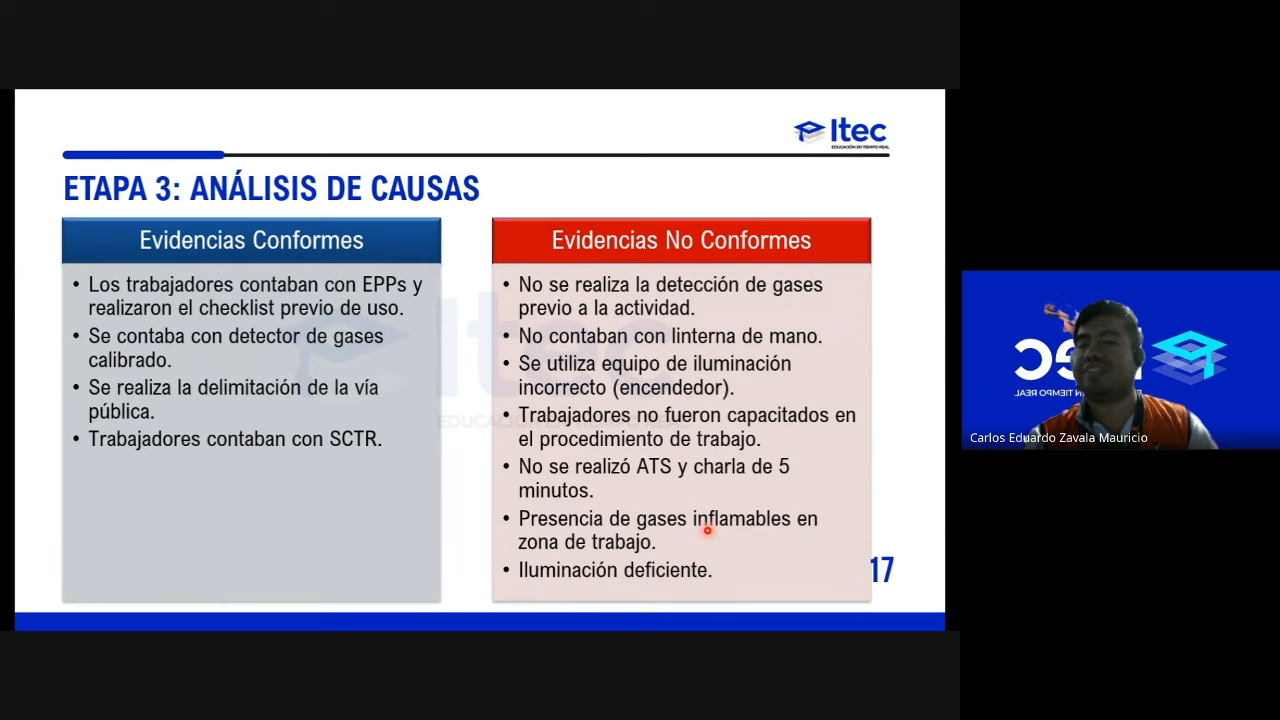 Itec
EDUCACIÓN EN TIEMPO REAL
ETAPA 3: ANÁLISIS DE CAUSAS
Evidencias Conformes
• Los trabajadores contaban con EPPs y
realizaron el checklist previo de uso.
• Se contaba con detector de gases
calibrado.
• Se realiza la delimitación de la vía
pública.
• Trabajadores contaban con SCTR.
Evidencias No Conformes
• No se realiza la detección de gases
previo a la actividad.
• No contaban con linterna de mano.
• Se utiliza equipo de iluminación
incorrecto (encendedor).
• Trabajadores no fueron capacitados en
el procedimiento de trabajo.
• No se realizó ATS y charla de 5
minutos.
• Presencia de gases inflamables en
zona de trabajo.
• Iluminación deficiente.
17
Carlos Eduardo Zavala Mauricio